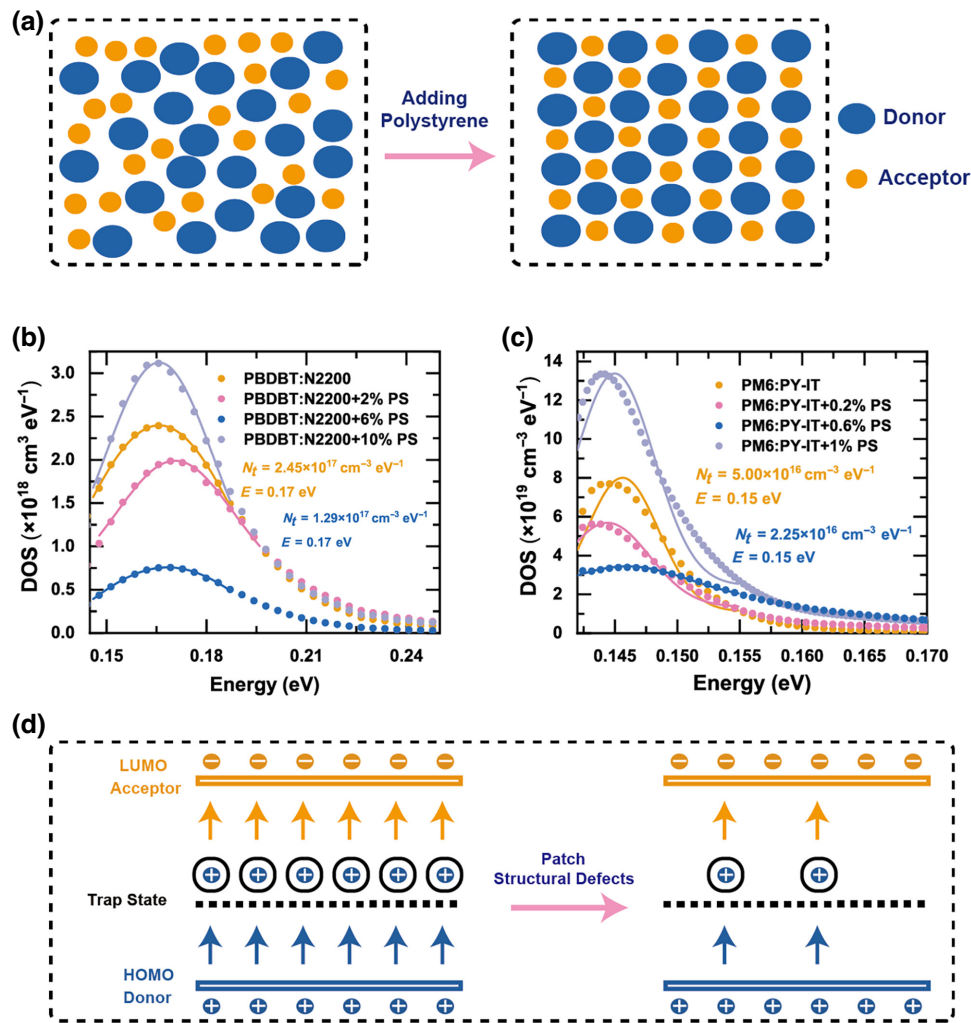 (a)
Adding
Polystyrene
Donor
Acceptor
(b)
DOS (×10¹⁸ cm³ eV⁻¹)
3.0
2.5
2.0
1.5
1.0
0.5
0.0
PBDBT:N2200
PBDBT:N2200+2% PS
PBDBT:N2200+6% PS
PBDBT:N2200+10% PS
Nₜ = 2.45×10¹⁷ cm⁻³ eV⁻¹
E = 0.17 eV
Nₜ = 1.29×10¹⁷ cm⁻³ eV⁻¹
E = 0.17 eV
0.15 0.18 0.21 0.24
Energy (eV)
(c)
DOS (×10¹⁹ cm⁻³ eV⁻¹)
14
12
10
8
6
4
2
0
PM6:PY-IT
PM6:PY-IT+0.2% PS
PM6:PY-IT+0.6% PS
PM6:PY-IT+1% PS
Nₜ = 5.00×10¹⁶ cm⁻³ eV⁻¹
E = 0.15 eV
Nₜ = 2.25×10¹⁶ cm⁻³ eV⁻¹
E = 0.15 eV
0.145 0.150 0.155 0.160 0.165 0.170
Energy (eV)
(d)
LUMO
Acceptor
Trap State
HOMO
Donor
Patch
Structural Defects